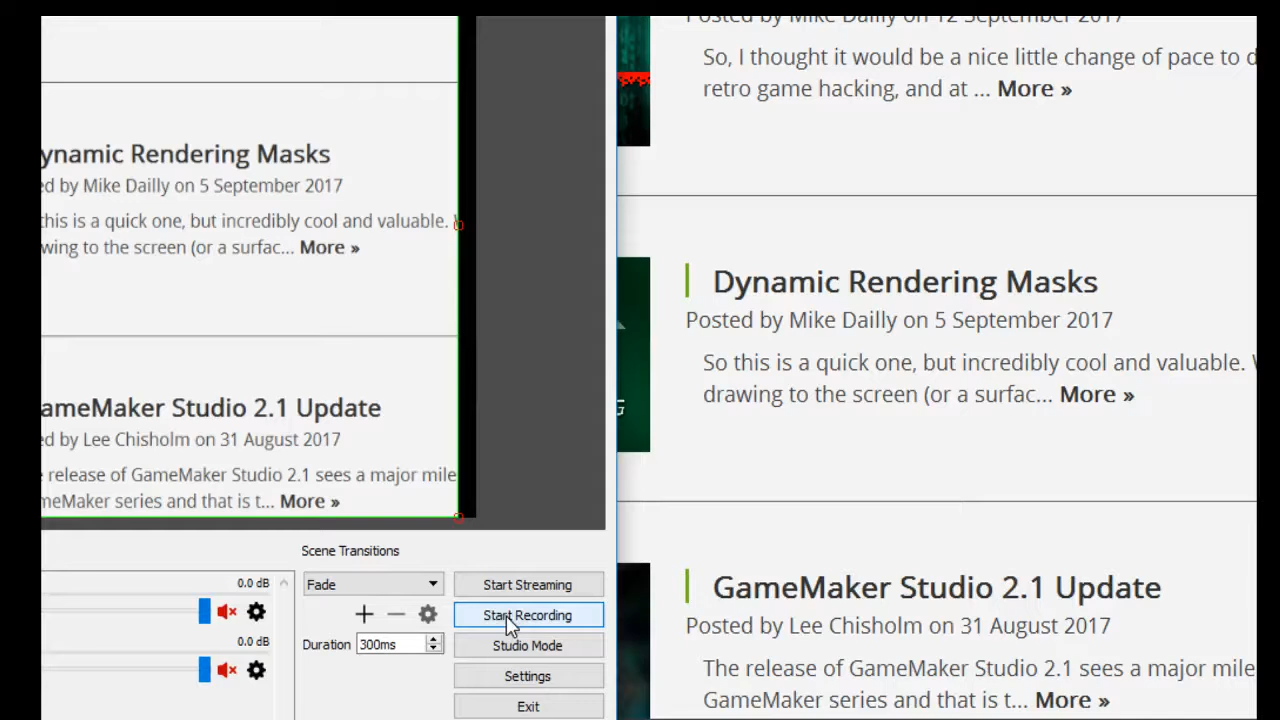 ynamic Rendering Masks
ed by Mike Dailly on 5 September 2017
this is a quick one, but incredibly cool and valuable.
wing to the screen (or a surfac... More »
ameMaker Studio 2.1 Update
ed by Lee Chisholm on 31 August 2017
e release of GameMaker Studio 2.1 sees a major mile
meMaker series and that is t... More »
Scene Transitions
0.0 dB
Fade
Start Streaming
Start Recording
Duration 300ms
0.0 dB
Studio Mode
Settings
Exit
Posted by Mike Dailly on 12 September 2017
So, I thought it would be a nice little change of pace to d
retro game hacking, and at ... More »
Dynamic Rendering Masks
Posted by Mike Dailly on 5 September 2017
So this is a quick one, but incredibly cool and valuable. W
drawing to the screen (or a surfac... More »
G
GameMaker Studio 2.1 Update
Posted by Lee Chisholm on 31 August 2017
The release of GameMaker Studio 2.1 sees a major mile
GameMaker series and that is t... More »